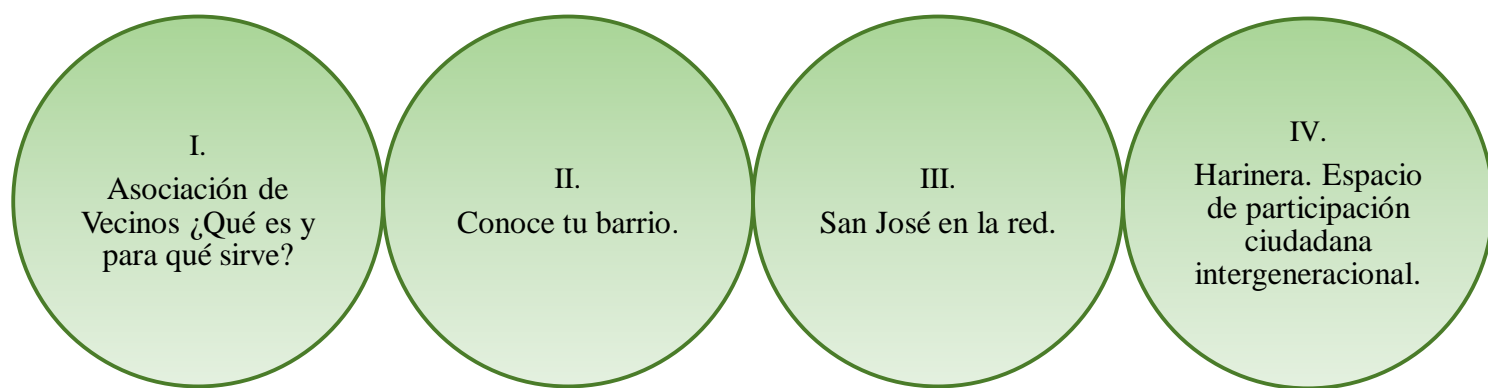 I.
Asociación de
Vecinos ¿Qué es y
para qué sirve?
II.
Conoce tu barrio.
III.
San José en la red.
IV.
Harinera. Espacio
de participación
ciudadana
intergeneracional.